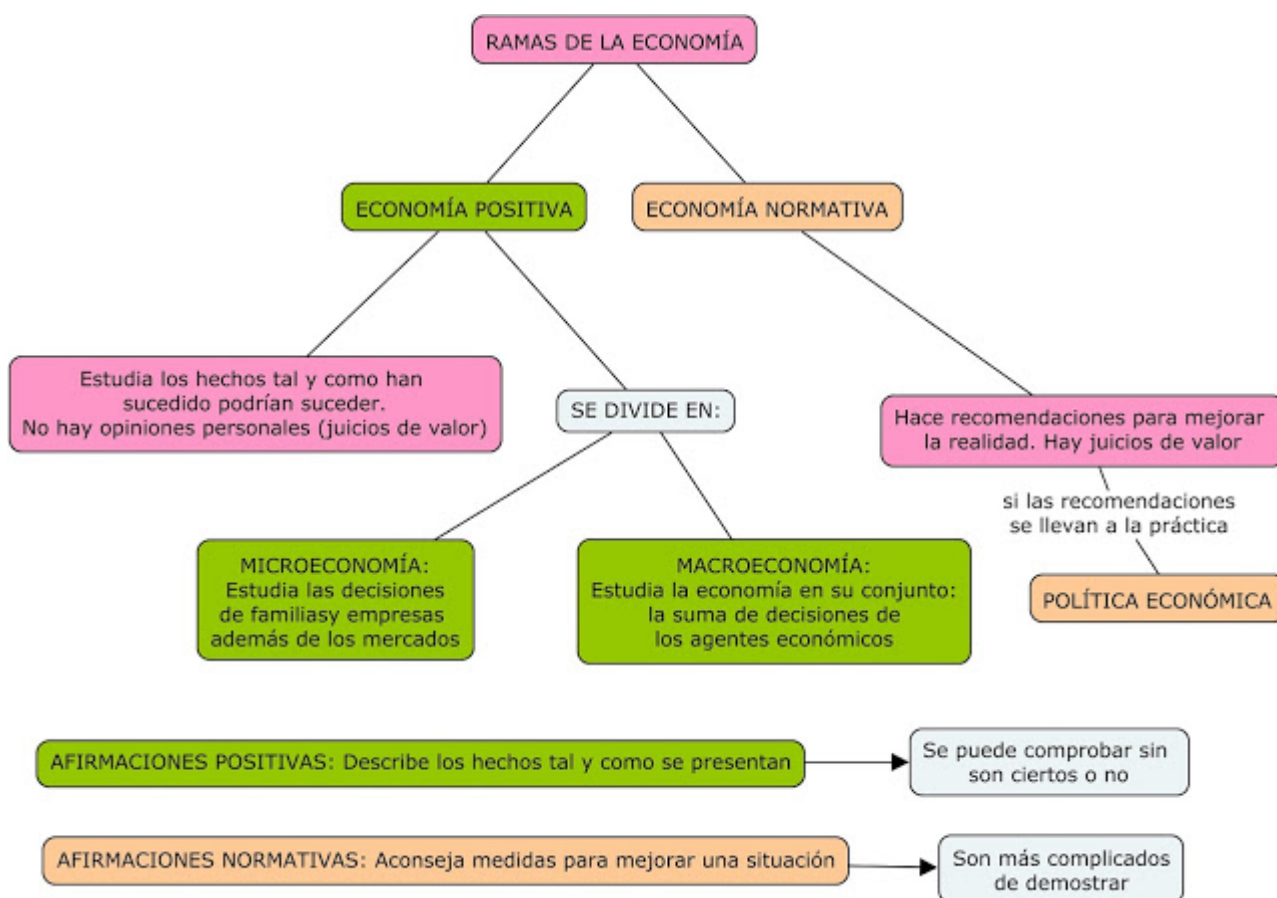 RAMAS DE LA ECONOMÍA
ECONOMÍA POSITIVA
ECONOMÍA NORMATIVA
Estudia los hechos tal y como han
sucedido podrían suceder.
No hay opiniones personales (juicios de valor)
SE DIVIDE EN:
Hace recomendaciones para mejorar
la realidad. Hay juicios de valor
si las recomendaciones
se llevan a la práctica
MICROECONOMÍA:
Estudia las decisiones
de familiasy empresas
además de los mercados
MACROECONOMÍA:
Estudia la economía en su conjunto:
la suma de decisiones de
los agentes económicos
POLÍTICA ECONÓMICA
AFIRMACIONES POSITIVAS: Describe los hechos tal y como se presentan
Se puede comprobar sin
son ciertos o no
AFIRMACIONES NORMATIVAS: Aconseja medidas para mejorar una situación
Son más complicados
de demostrar